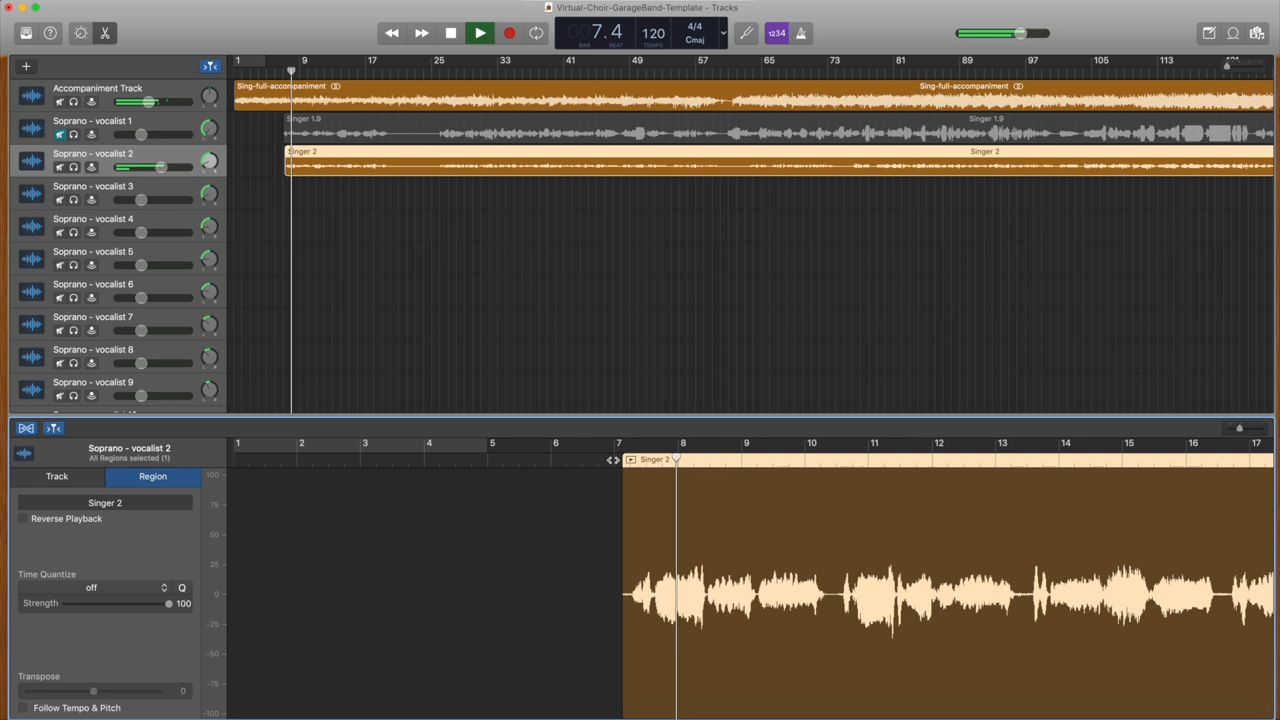 Virtual-Choir-GarageBand-Template - Tracks
007.4 120 4/4 Cmaj
BAR BEAT TEMPO
1234
1 9 17 25 33 41 49 57 65 73 81 89 97 105 113 121
Accompaniment Track
Sing-full-accompaniment Sing-full-accompaniment
Soprano - vocalist 1
Singer 1.9 Singer 1.9
Soprano - vocalist 2
Singer 2 Singer 2
Soprano - vocalist 3
Soprano - vocalist 4
Soprano - vocalist 5
Soprano - vocalist 6
Soprano - vocalist 7
Soprano - vocalist 8
Soprano - vocalist 9
L R
1 2 3 4 5 6 7 8 9 10 11 12 13 14 15 16 17
Soprano - vocalist 2
All Regions selected (1)
Singer 2
Track Region
Singer 2
Reverse Playback
Time Quantize
off Q
Strength 100
Transpose
0
Follow Tempo & Pitch
100
75
50
25
0
-25
-50
-75
-100